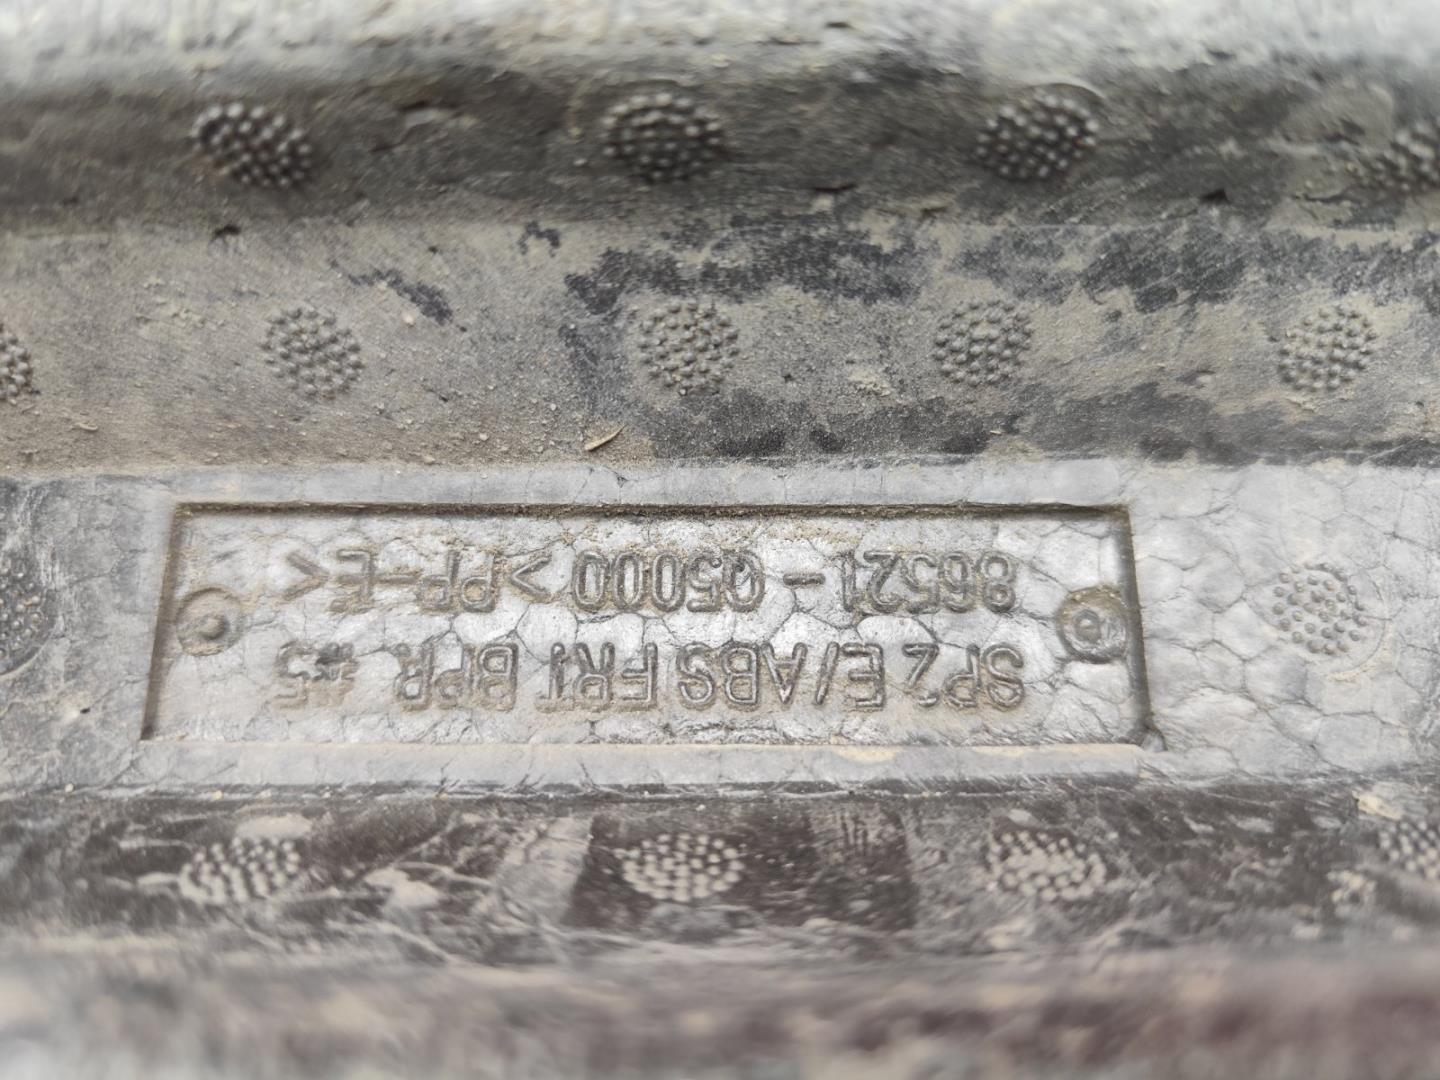 SP2 E/ABS FRT BPR #5
86521-Q5000 >PP-E<